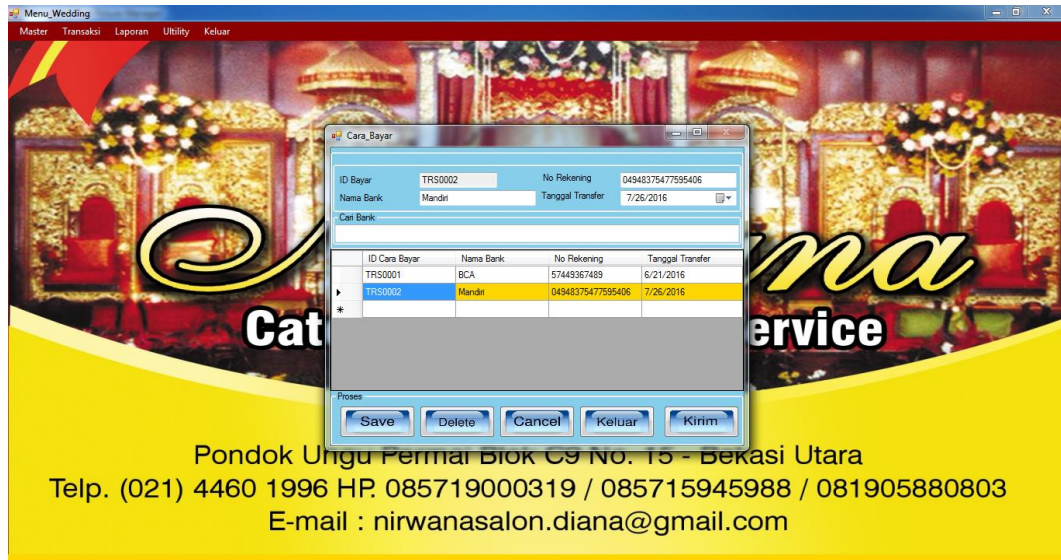 Menu_Wedding
Master Transaksi Laporan Ultility Keluar
Cara_Bayar
ID Bayar TRS0002 No Rekening 04948375477595406
Nama Bank Mandiri Tanggal Transfer 7/26/2016
Cari Bank
ID Cara Bayar Nama Bank No Rekening Tanggal Transfer
TRS0001 BCA 57449367489 6/21/2016
TRS0002 Mandiri 04948375477595406 7/26/2016
na
Cat ervice
Proses
Save Delete Cancel Keluar Kirim
Pondok Ungu Permai Blok C9 No. 15 - Bekasi Utara
Telp. (021) 4460 1996 HP. 085719000319 / 085715945988 / 081905880803
E-mail : nirwanasalon.diana@gmail.com